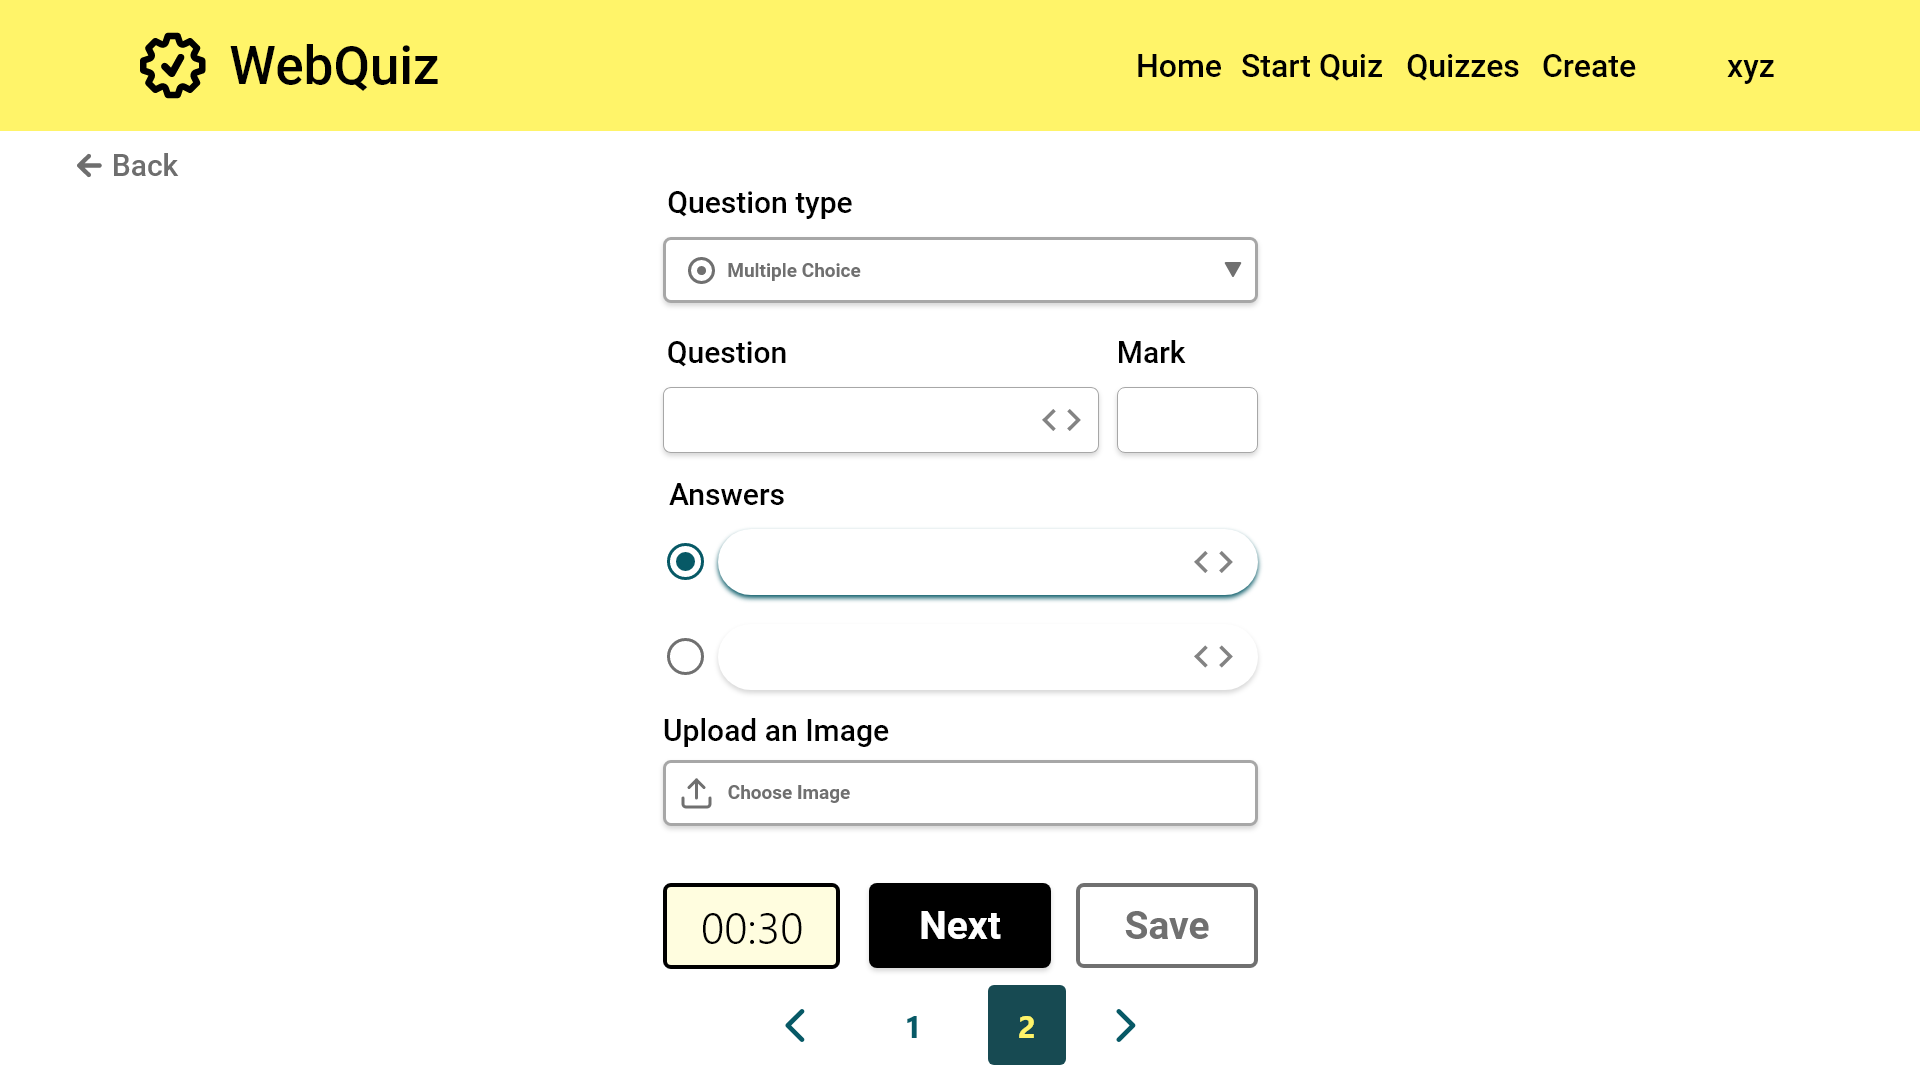 WebQuiz
Home Start Quiz Quizzes Create xyz
Back
Question type
Multiple Choice
Question Mark
Answers
Upload an Image
Choose Image
00:30 Next Save
1 2